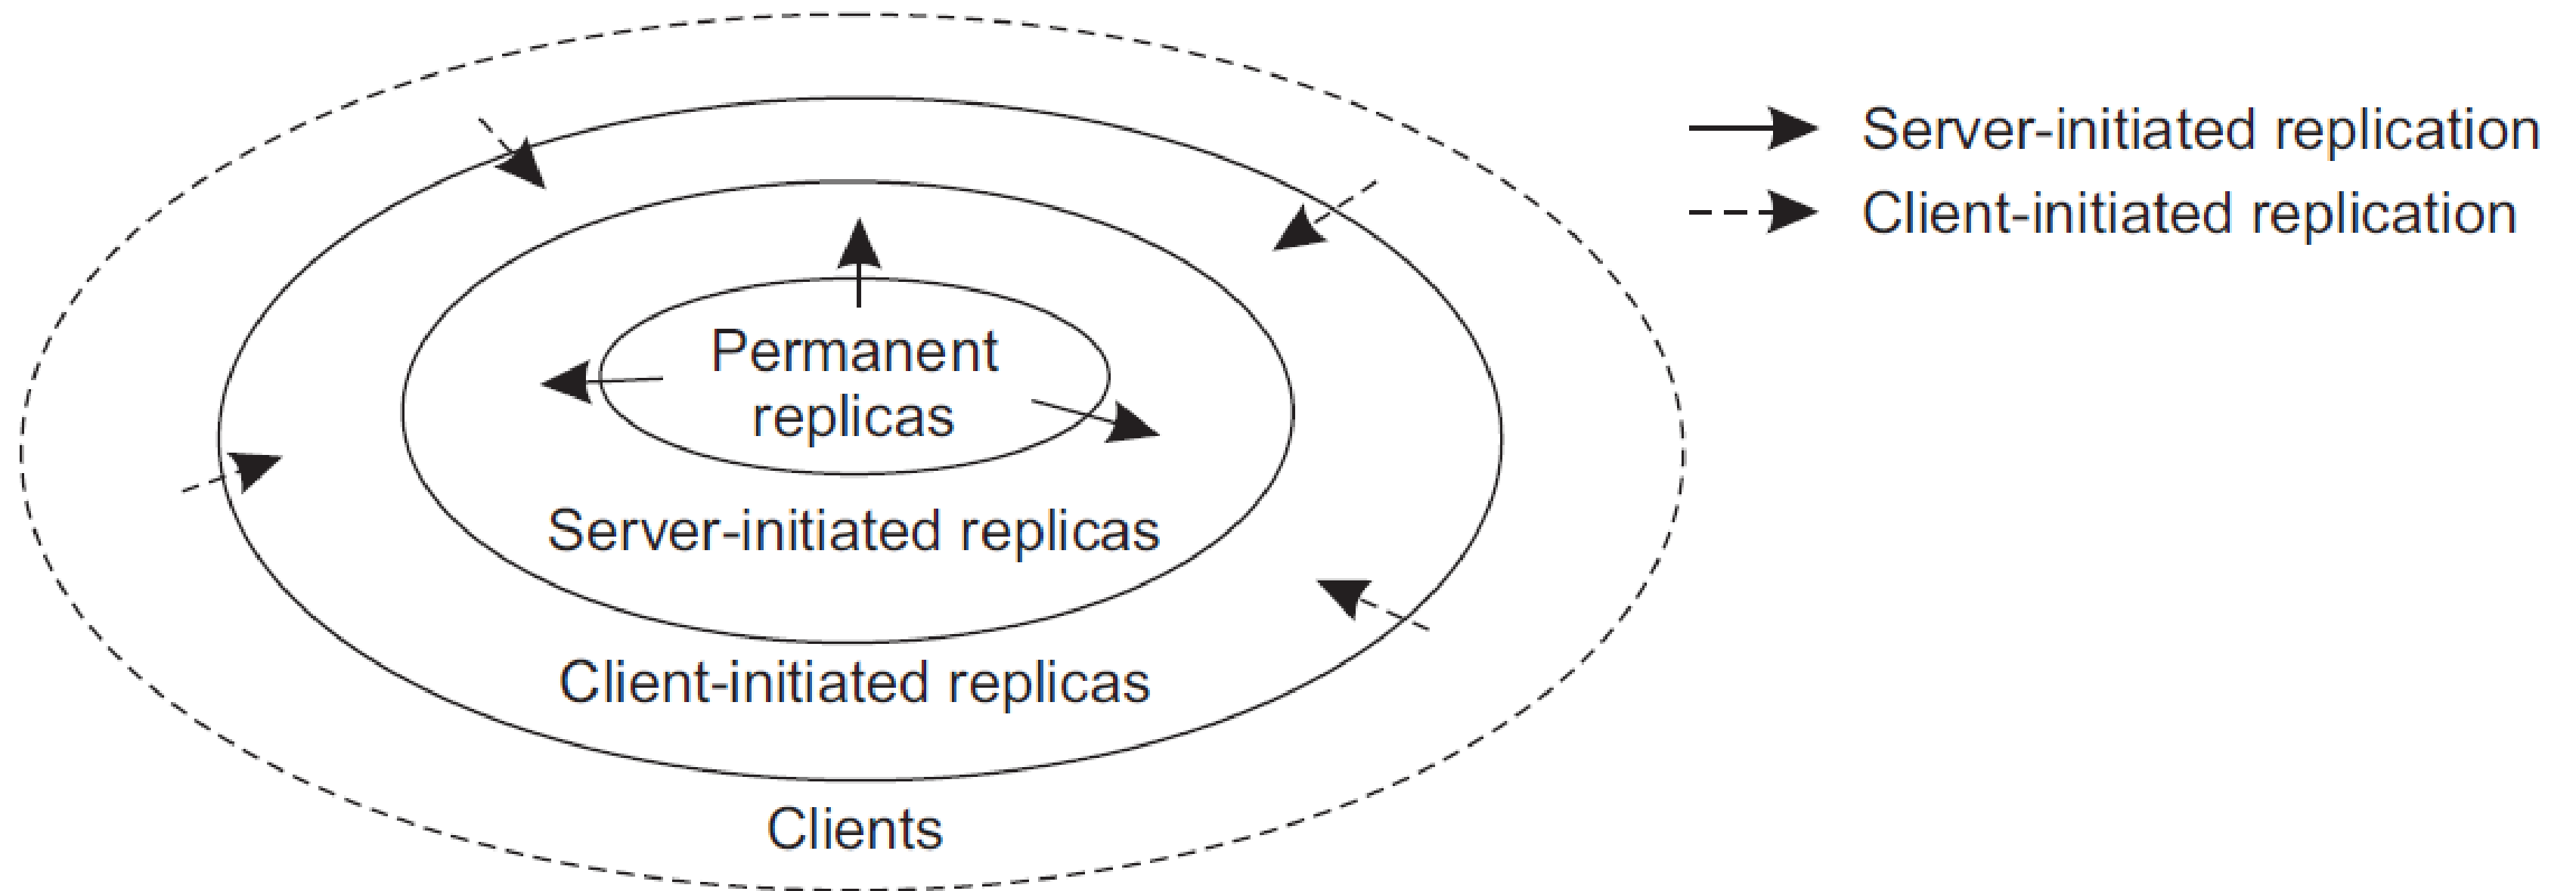 Server-initiated replication
Client-initiated replication
Permanent
replicas
Server-initiated replicas
Client-initiated replicas
Clients